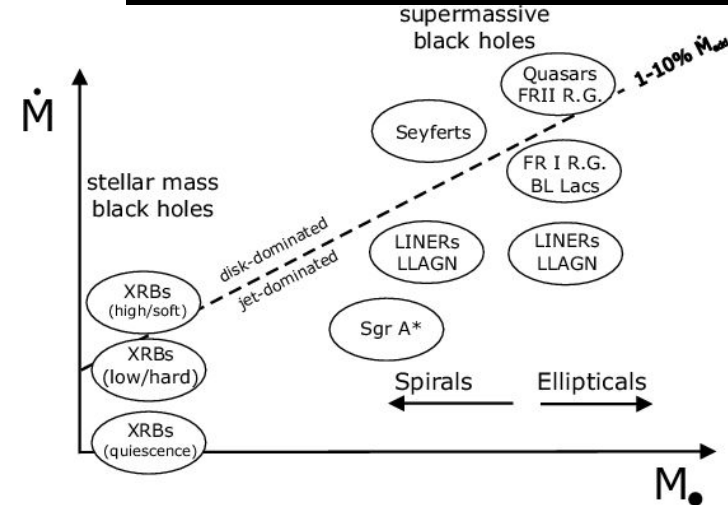 supermassive
black holes
1-10% Ṁ
Quasars
FRII R.G.
Ṁ
Seyferts
FR I R.G.
BL Lacs
stellar mass
black holes
disk-dominated
jet-dominated
LINERs
LLAGN
LINERs
LLAGN
XRBs
(high/soft)
Sgr A*
XRBs
(low/hard)
Spirals
Ellipticals
XRBs
(quiescence)
M●